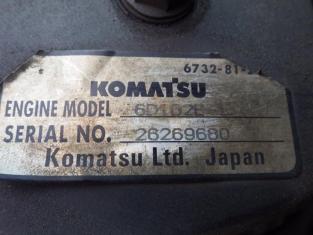 6732-81-
KOMATSU
ENGINE MODEL
SERIAL NO. 26269680
Komatsu Ltd. Japan